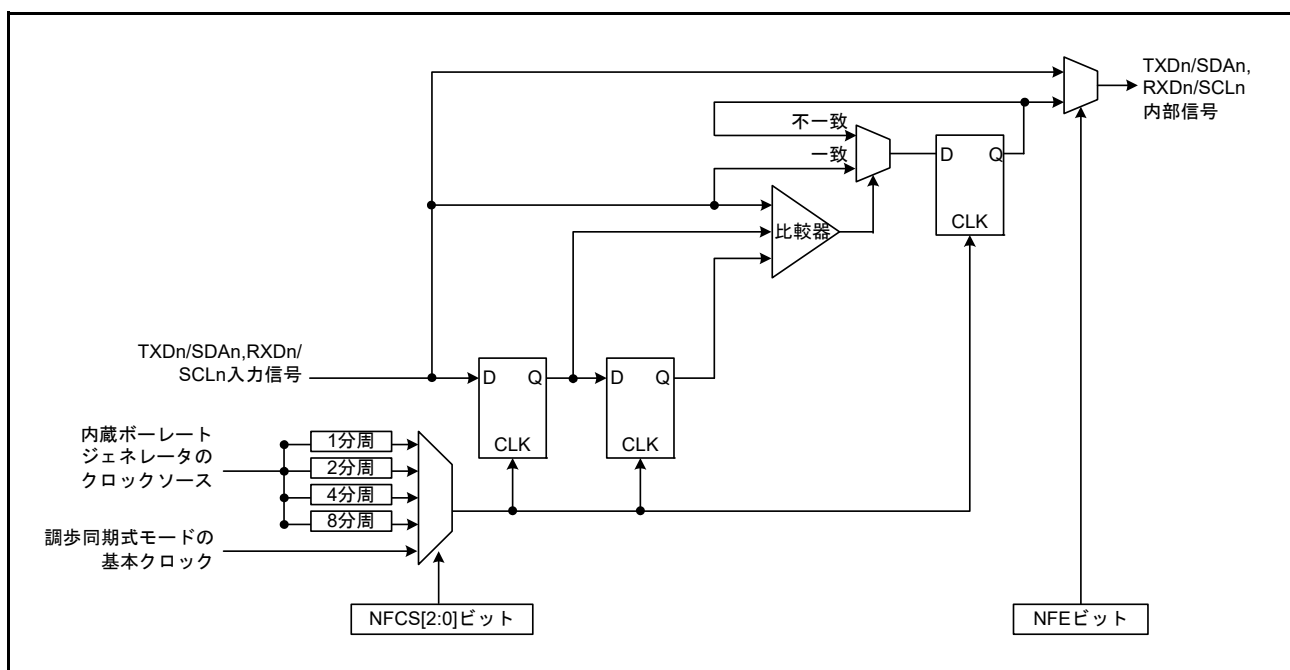 TXDn/SDAn,
RXDn/SCLn
内部信号
不一致
一致
D
Q
CLK
比較器
TXDn/SDAn,RXDn/
SCLn入力信号
D
Q
CLK
D
Q
CLK
内蔵ボーレート
ジェネレータの
クロックソース
1分周
2分周
4分周
8分周
調歩同期式モードの
基本クロック
NFCS[2:0]ビット
NFEビット